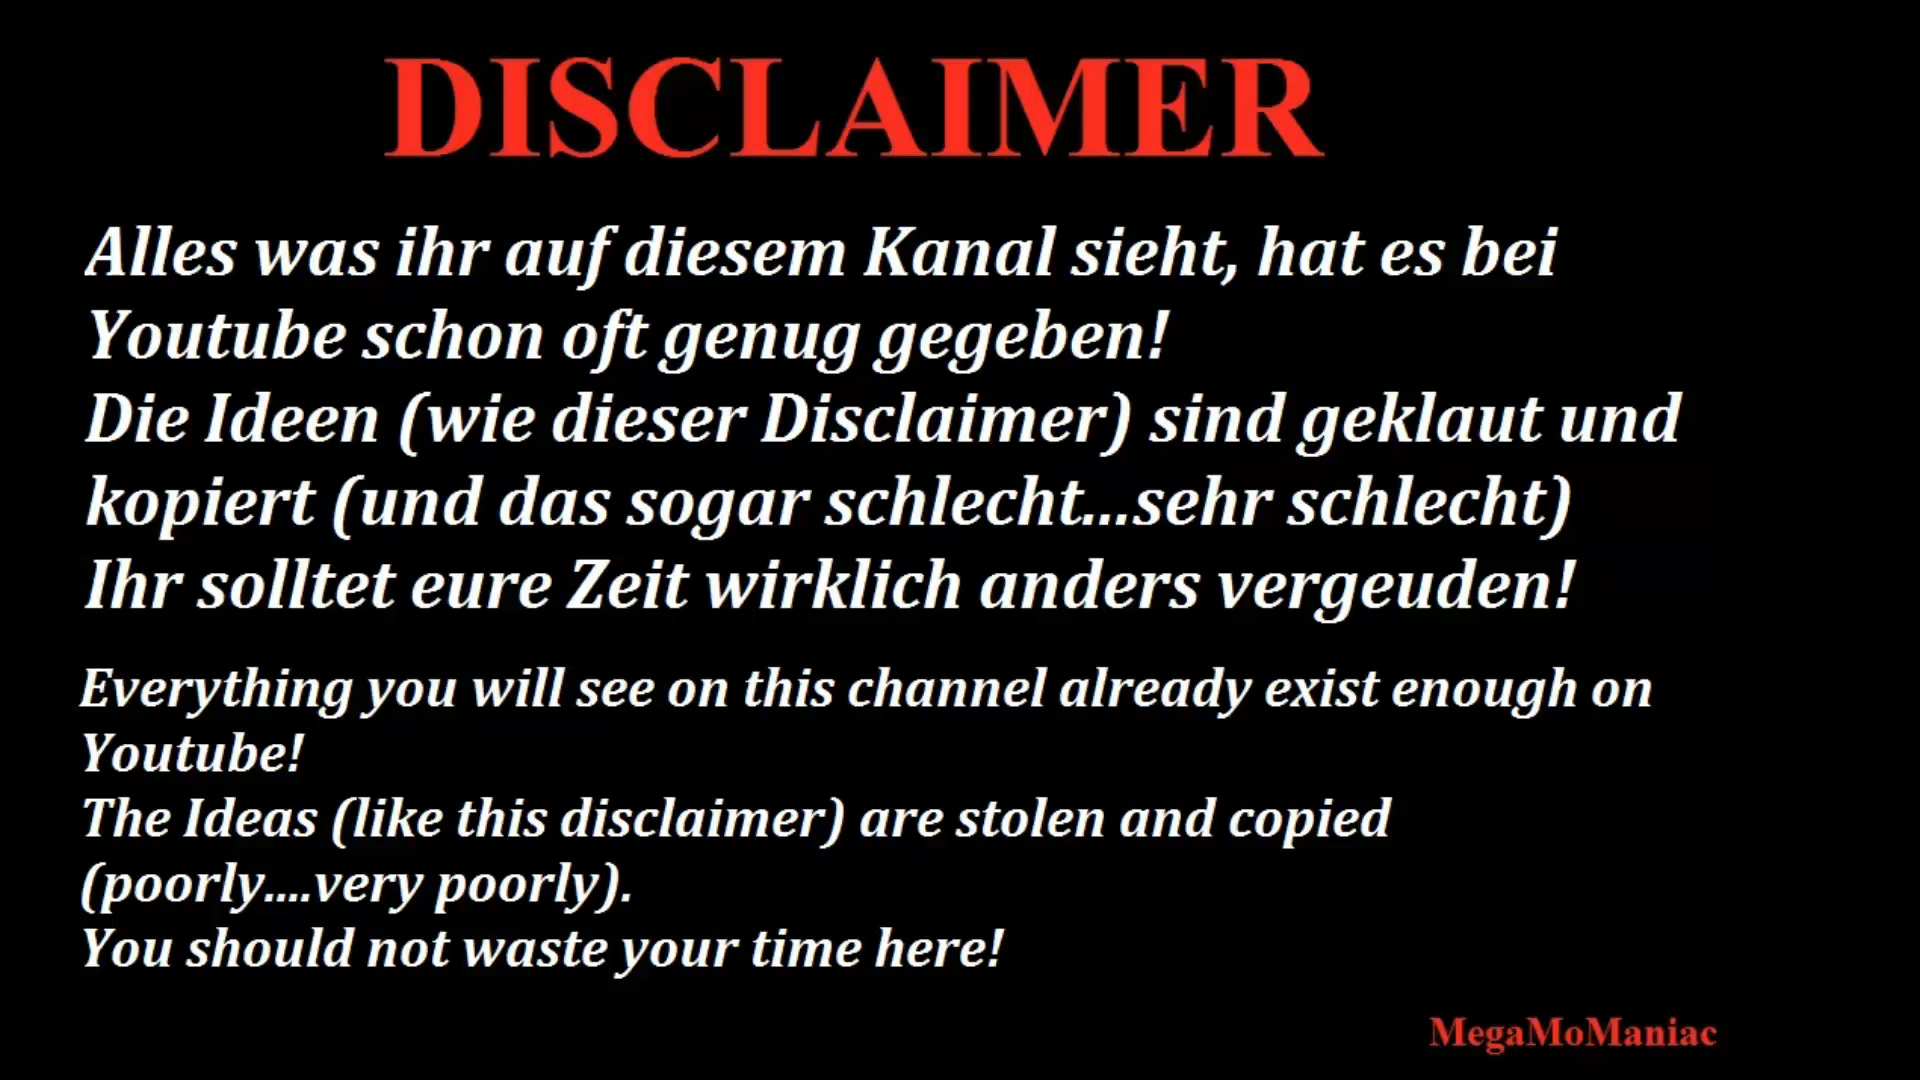 DISCLAIMER
Alles was ihr auf diesem Kanal sieht, hat es bei
Youtube schon oft genug gegeben!
Die Ideen (wie dieser Disclaimer) sind geklaut und
kopiert (und das sogar schlecht...sehr schlecht)
Ihr solltet eure Zeit wirklich anders vergeuden!
Everything you will see on this channel already exist enough on
Youtube!
The Ideas (like this disclaimer) are stolen and copied
(poorly....very poorly).
You should not waste your time here!
MegaMoManiac